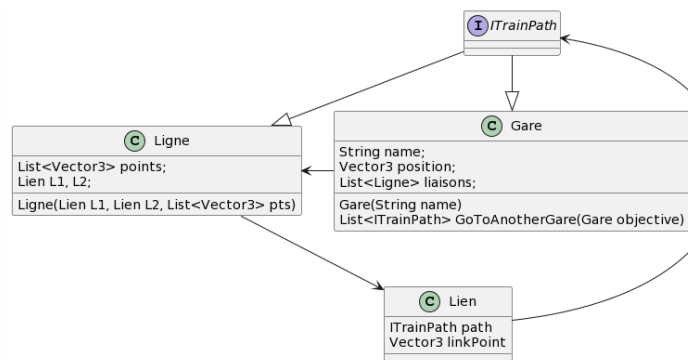 I ITrainPath
C Ligne
List<Vector3> points;
Lien L1, L2;
Ligne(Lien L1, Lien L2, List<Vector3> pts)
C Gare
String name;
Vector3 position;
List<Ligne> liaisons;
Gare(String name)
List<ITrainPath> GoToAnotherGare(Gare objective)
C Lien
ITrainPath path
Vector3 linkPoint